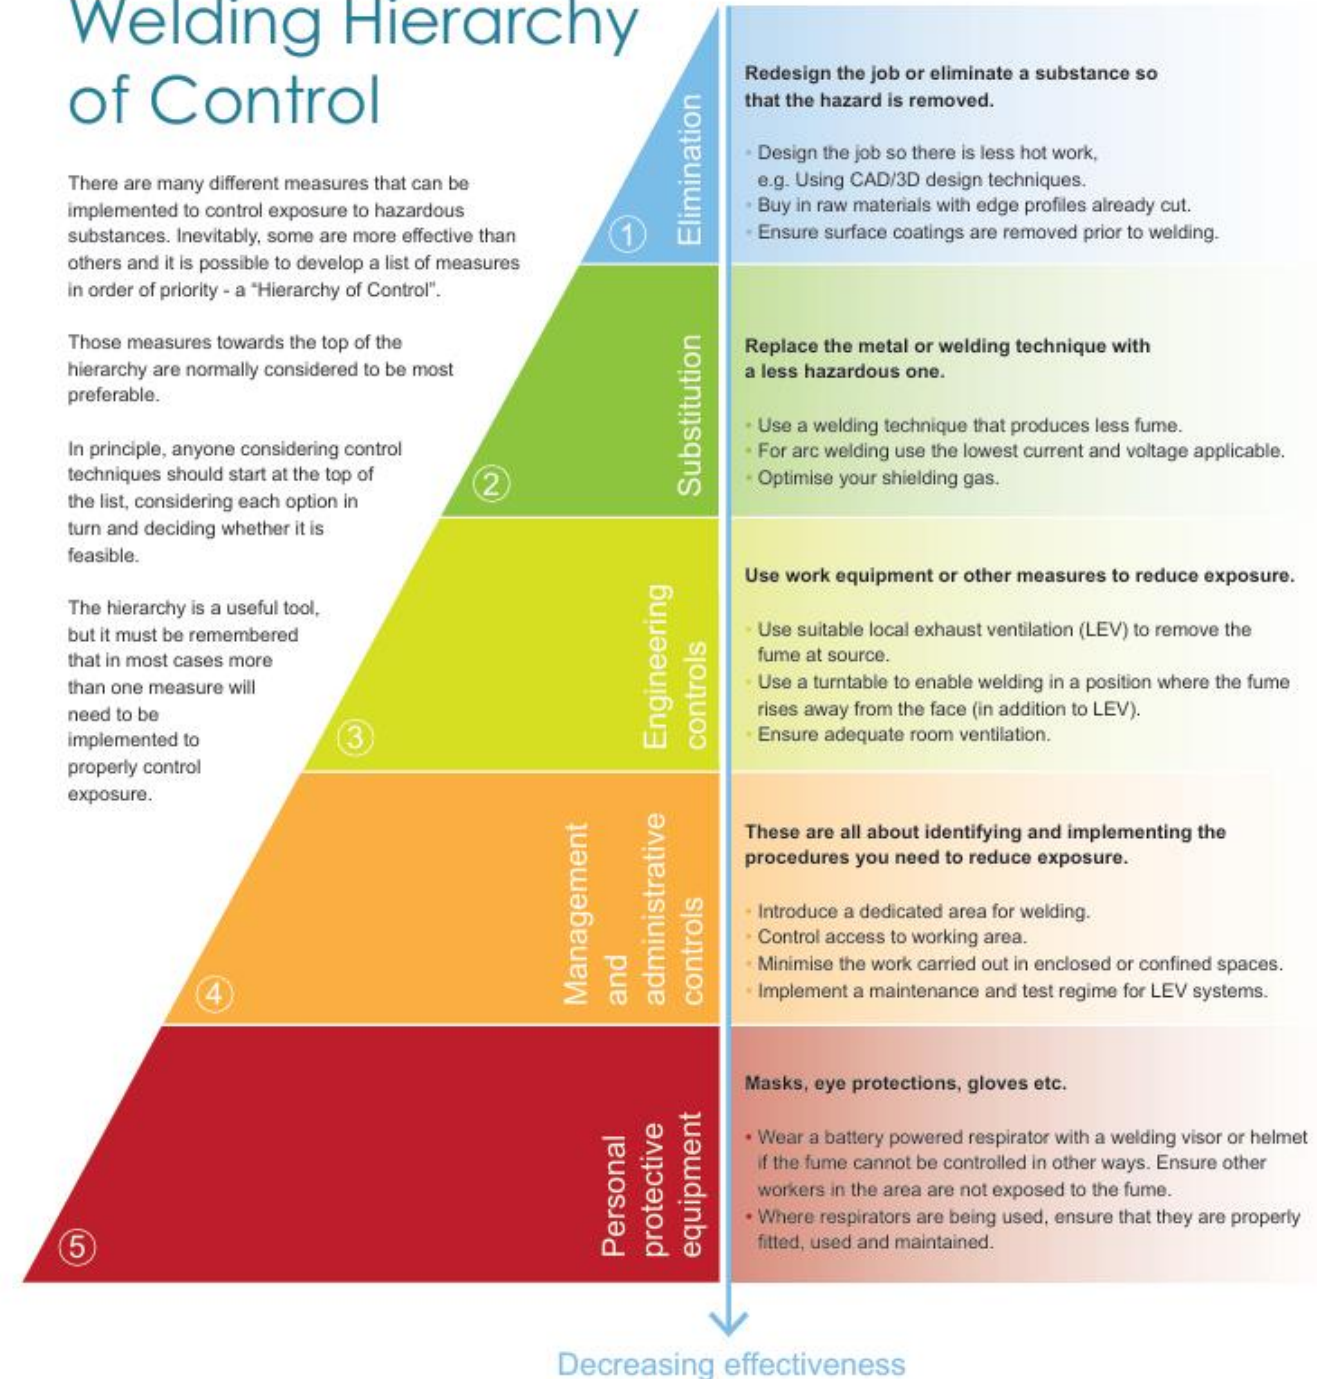 Welding Hierarchy
of Control
There are many different measures that can be
implemented to control exposure to hazardous
substances. Inevitably, some are more effective than
others and it is possible to develop a list of measures
in order of priority - a “Hierarchy of Control”.
Those measures towards the top of the
hierarchy are normally considered to be most
preferable.
In principle, anyone considering control
techniques should start at the top of
the list, considering each option in
turn and deciding whether it is
feasible.
The hierarchy is a useful tool,
but it must be remembered
that in most cases more
than one measure will
need to be
implemented to
properly control
exposure.
1
Elimination
Redesign the job or eliminate a substance so
that the hazard is removed.
• Design the job so there is less hot work,
e.g. Using CAD/3D design techniques.
• Buy in raw materials with edge profiles already cut.
• Ensure surface coatings are removed prior to welding.
2
Substitution
Replace the metal or welding technique with
a less hazardous one.
• Use a welding technique that produces less fume.
• For arc welding use the lowest current and voltage applicable.
• Optimise your shielding gas.
3
Engineering
controls
Use work equipment or other measures to reduce exposure.
• Use suitable local exhaust ventilation (LEV) to remove the
fume at source.
• Use a turntable to enable welding in a position where the fume
rises away from the face (in addition to LEV).
• Ensure adequate room ventilation.
4
Management
and
administrative
controls
These are all about identifying and implementing the
procedures you need to reduce exposure.
• Introduce a dedicated area for welding.
• Control access to working area.
• Minimise the work carried out in enclosed or confined spaces.
• Implement a maintenance and test regime for LEV systems.
5
Personal
protective
equipment
Masks, eye protections, gloves etc.
• Wear a battery powered respirator with a welding visor or helmet
if the fume cannot be controlled in other ways. Ensure other
workers in the area are not exposed to the fume.
• Where respirators are being used, ensure that they are properly
fitted, used and maintained.
Decreasing effectiveness